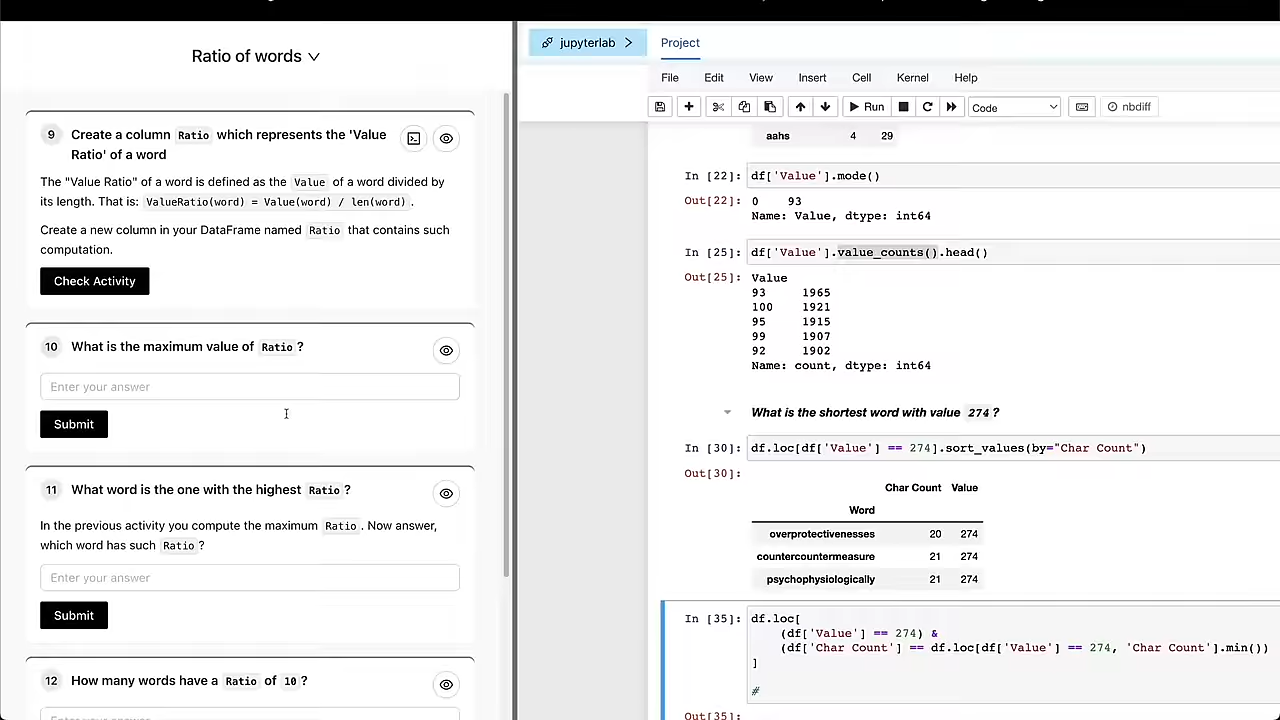 Ratio of words
9 Create a column Ratio which represents the 'Value
Ratio' of a word
The "Value Ratio" of a word is defined as the Value of a word divided by
its length. That is: ValueRatio(word) = Value(word) / len(word) .
Create a new column in your DataFrame named Ratio that contains such
computation.
Check Activity
10 What is the maximum value of Ratio?
Enter your answer
Submit
11 What word is the one with the highest Ratio?
In the previous activity you compute the maximum Ratio. Now answer,
which word has such Ratio?
Enter your answer
Submit
12 How many words have a Ratio of 10?
jupyterlab Project
File Edit View Insert Cell Kernel Help
Run Code nbdiff
aahs 4 29
In [22]: df['Value'].mode()
Out[22]: 0 93
Name: Value, dtype: int64
In [25]: df['Value'].value_counts().head()
Out[25]: Value
93 1965
100 1921
95 1915
99 1907
92 1902
Name: count, dtype: int64
What is the shortest word with value 274?
In [30]: df.loc[df['Value'] == 274].sort_values(by="Char Count")
Out[30]:
Char Count Value
Word
overprotectivenesses 20 274
countercountermeasure 21 274
psychophysiologically 21 274
In [35]: df.loc[
(df['Value'] == 274) &
(df['Char Count'] == df.loc[df['Value'] == 274, 'Char Count'].min())
]
#
Out[35]: